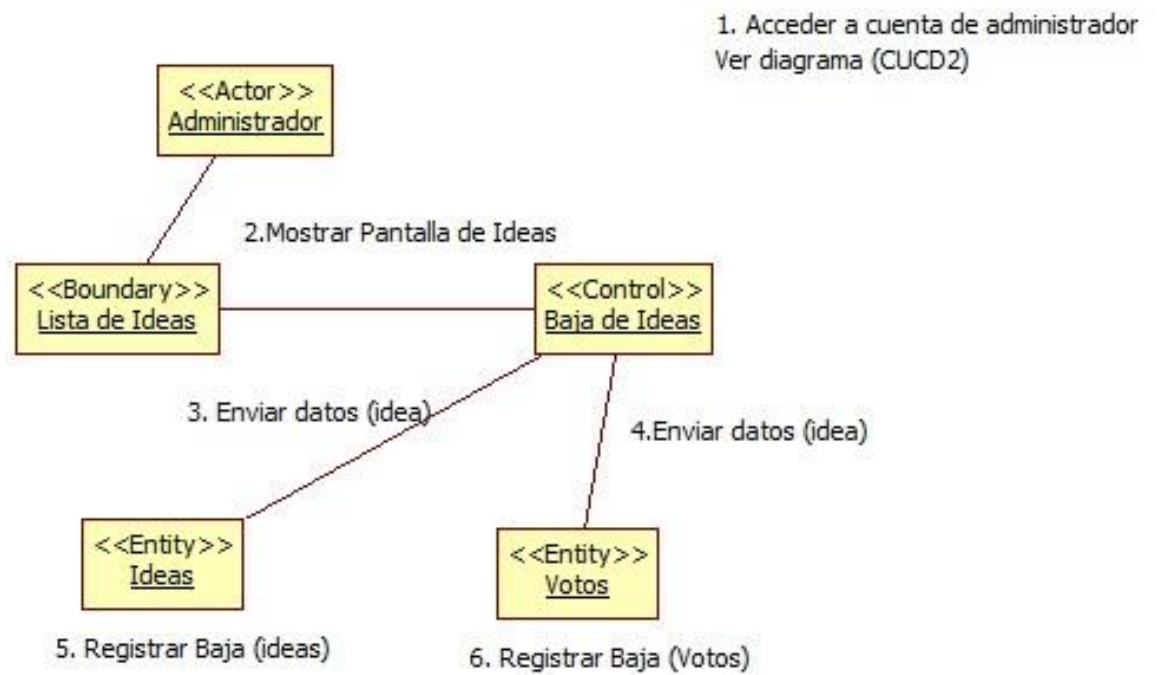 1. Acceder a cuenta de administrador
Ver diagrama (CUCD2)
<<Actor>>
Administrador
2.Mostrar Pantalla de Ideas
<<Boundary>>
Lista de Ideas
<<Control>>
Baja de Ideas
3. Enviar datos (idea)
4.Enviar datos (idea)
<<Entity>>
Ideas
<<Entity>>
Votos
5. Registrar Baja (ideas)
6. Registrar Baja (Votos)